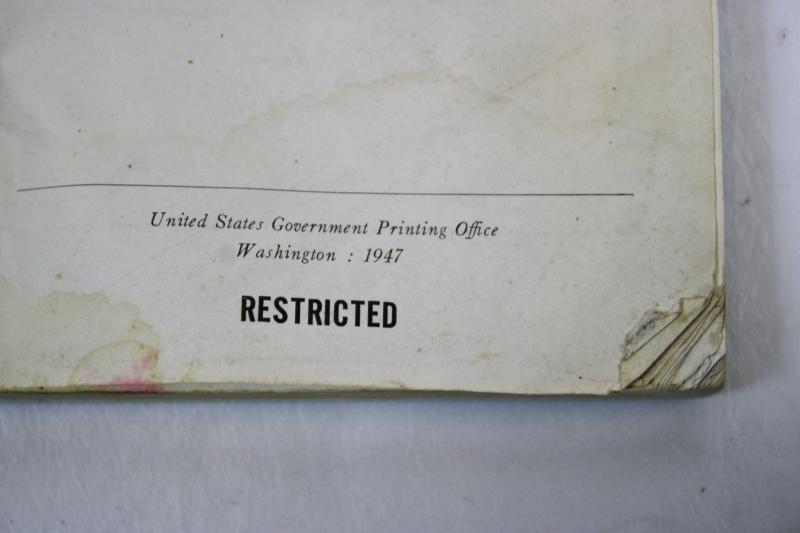 United States Government Printing Office
Washington : 1947
RESTRICTED